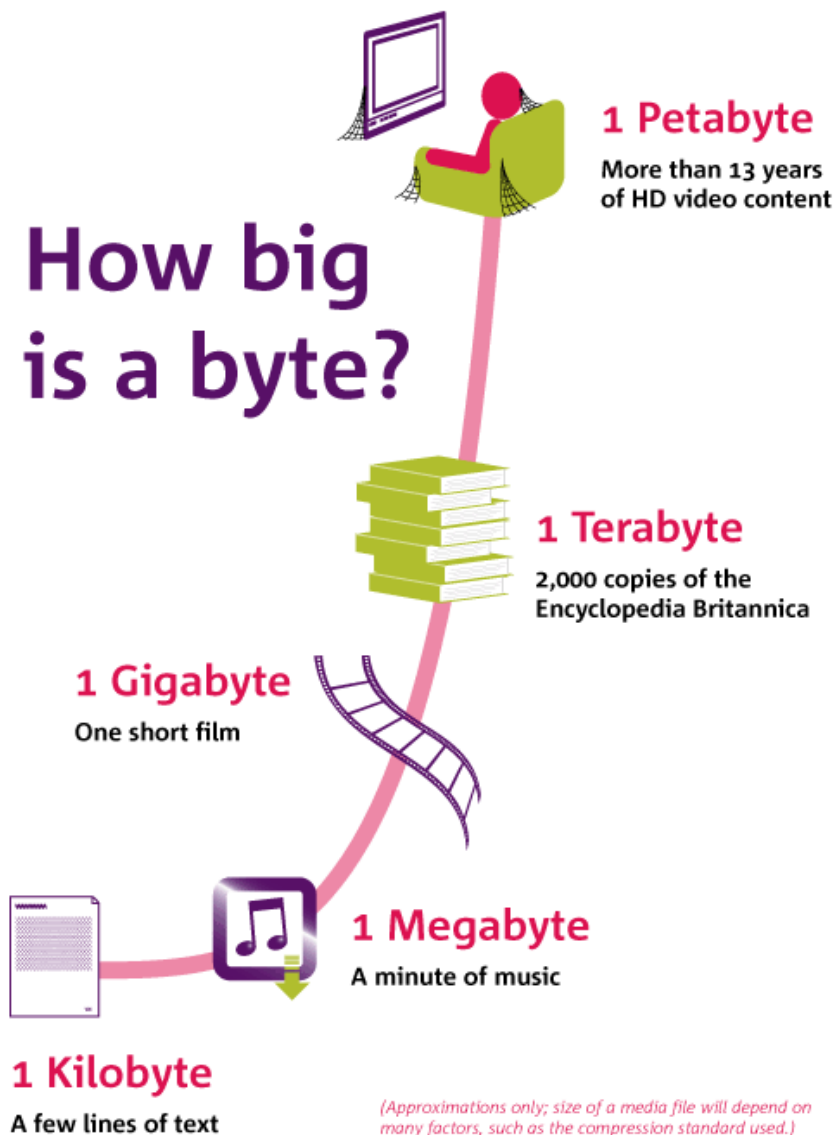 How big
is a byte?
1 Petabyte
More than 13 years
of HD video content
1 Terabyte
2,000 copies of the
Encyclopedia Britannica
1 Gigabyte
One short film
1 Megabyte
A minute of music
1 Kilobyte
A few lines of text
(Approximations only; size of a media file will depend on
many factors, such as the compression standard used.)